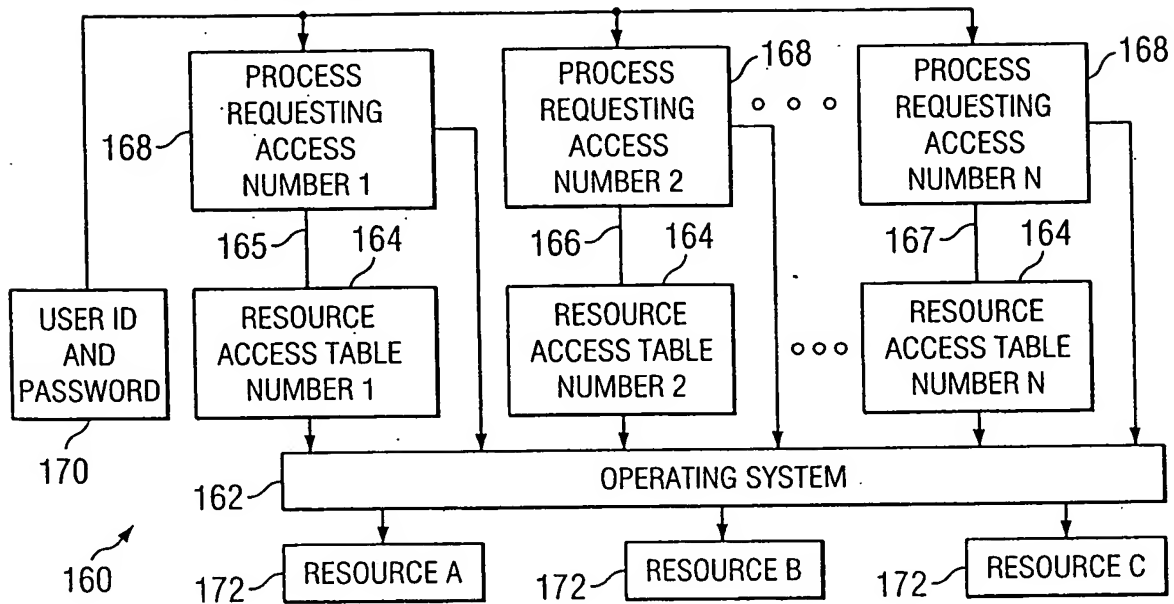 PROCESS
REQUESTING
ACCESS
NUMBER 1
168
PROCESS
REQUESTING
ACCESS
NUMBER 2
168
PROCESS
REQUESTING
ACCESS
NUMBER N
168
165
164
166
164
167
164
USER ID
AND
PASSWORD
170
RESOURCE
ACCESS TABLE
NUMBER 1
RESOURCE
ACCESS TABLE
NUMBER 2
RESOURCE
ACCESS TABLE
NUMBER N
162
OPERATING SYSTEM
160
172
RESOURCE A
172
RESOURCE B
172
RESOURCE C